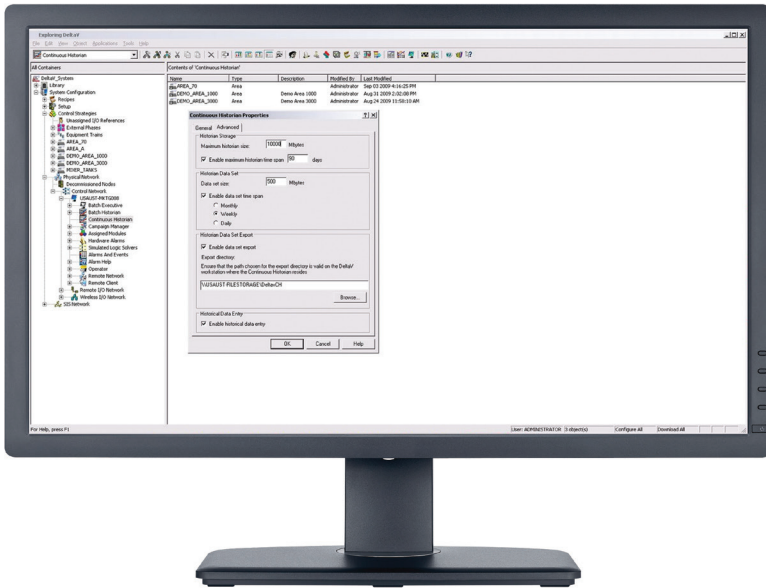 Exploring DeltaV
File Edit View Object Applications Tools Help
Continuous Historian
All Containers
Contents of 'Continuous Historian'
DeltaV_System
Library
System Configuration
Recipes
Setup
Control Strategies
Unassigned I/O References
External Phases
Equipment Trains
AREA_70
AREA_A
DEMO_AREA_1000
DEMO_AREA_3000
MIXER_TANKS
Physical Network
Decommissioned Nodes
Control Network
USAUST-MKTG008
Batch Executive
Batch Historian
Continuous Historian
Campaign Manager
Assigned Modules
Hardware Alarms
Simulated Logic Solvers
Alarms And Events
Alarm Help
Operator
Remote Network
Remote Client
Remote I/O Network
Wireless I/O Network
SIS Network
Name Type Description Modified By Last Modified
AREA_70 Area Administrator Sep 03 2009 4:16:25 PM
DEMO_AREA_1000 Area Demo Area 1000 Administrator Aug 31 2009 2:02:08 PM
DEMO_AREA_3000 Area Demo Area 3000 Administrator Aug 24 2009 11:50:10 AM
Continuous Historian Properties
General Advanced
Historian Storage
Maximum historian size: 10000 Mbytes
Enable maximum historian time span 90 days
Historian Data Set
Data set size: 500 Mbytes
Enable data set time span
Monthly
Weekly
Daily
Historian Data Set Export
Enable data set export
Export directory:
Ensure that the path chosen for the export directory is valid on the DeltaV
workstation where the Continuous Historian resides
\\USAUST-FILESTORAGE\DeltavCH
Browse...
Historical Data Entry
Enable historical data entry
OK Cancel Help
For Help, press F1
User: ADMINISTRATOR 3 object(s) Configure All Download All